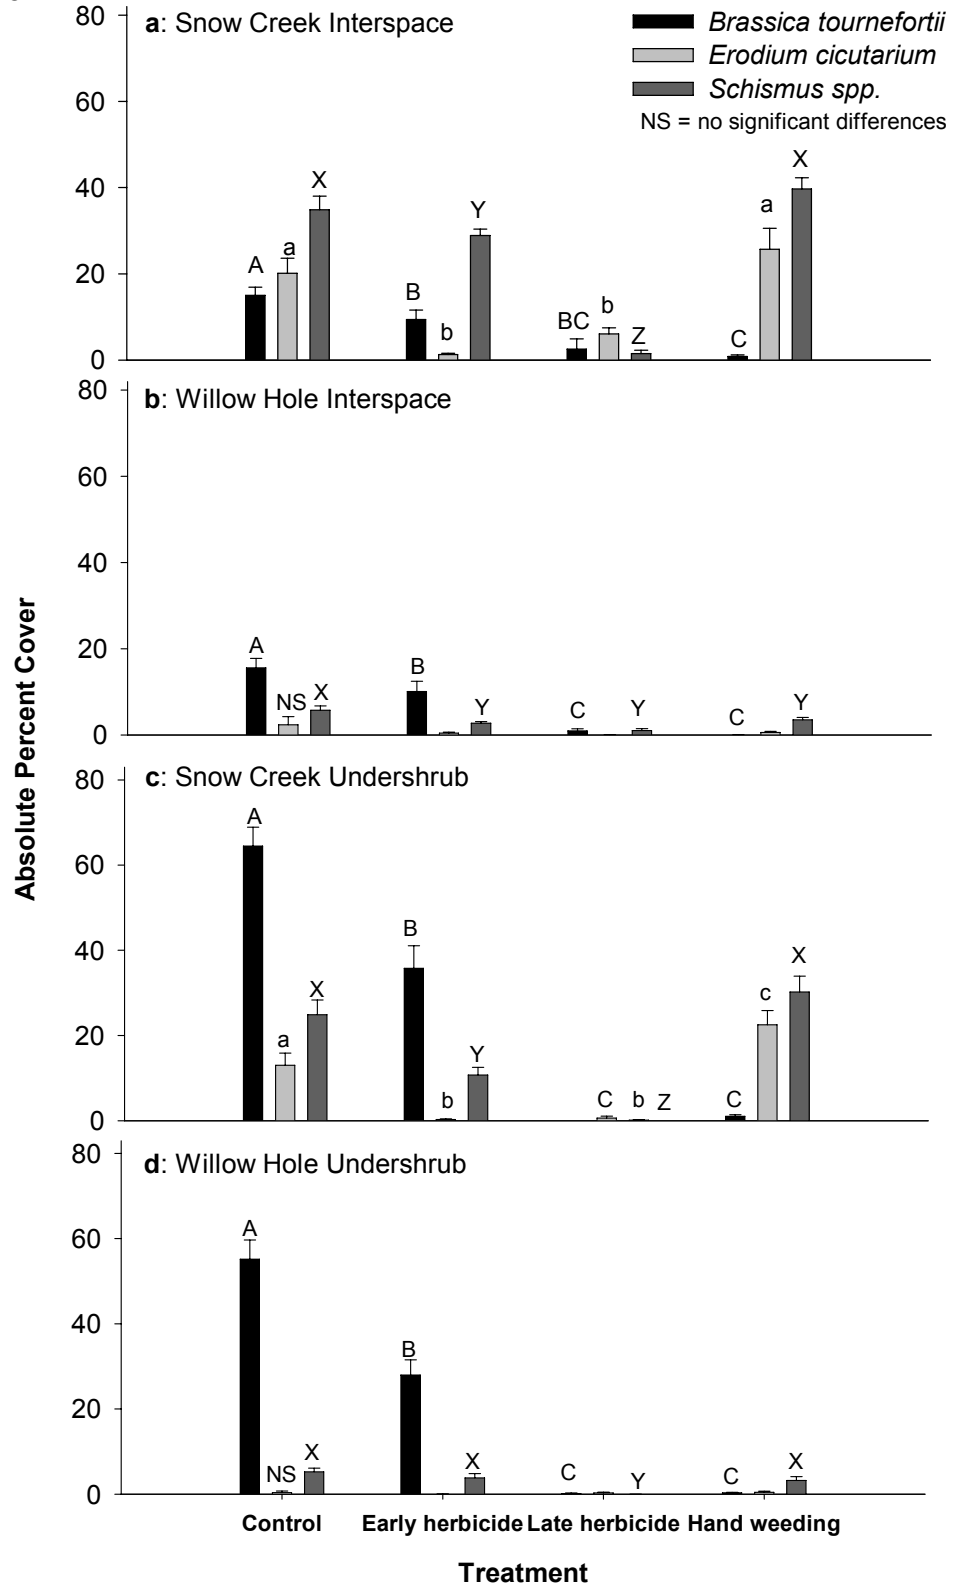 Absolute Percent Cover
80
a: Snow Creek Interspace
Brassica tournefortii
Erodium cicutarium
Schismus spp.
NS = no significant differences
60
40
20
0
A
a
X
B
b
Y
BC
b
Z
C
a
X
80
b: Willow Hole Interspace
60
40
20
0
A
NS
X
B
Y
C
Y
C
Y
80
c: Snow Creek Undershrub
60
40
20
0
A
a
X
B
b
Y
C
b
Z
C
c
X
80
d: Willow Hole Undershrub
60
40
20
0
A
NS
X
B
X
C
Y
C
X
Control Early herbicide Late herbicide Hand weeding
Treatment